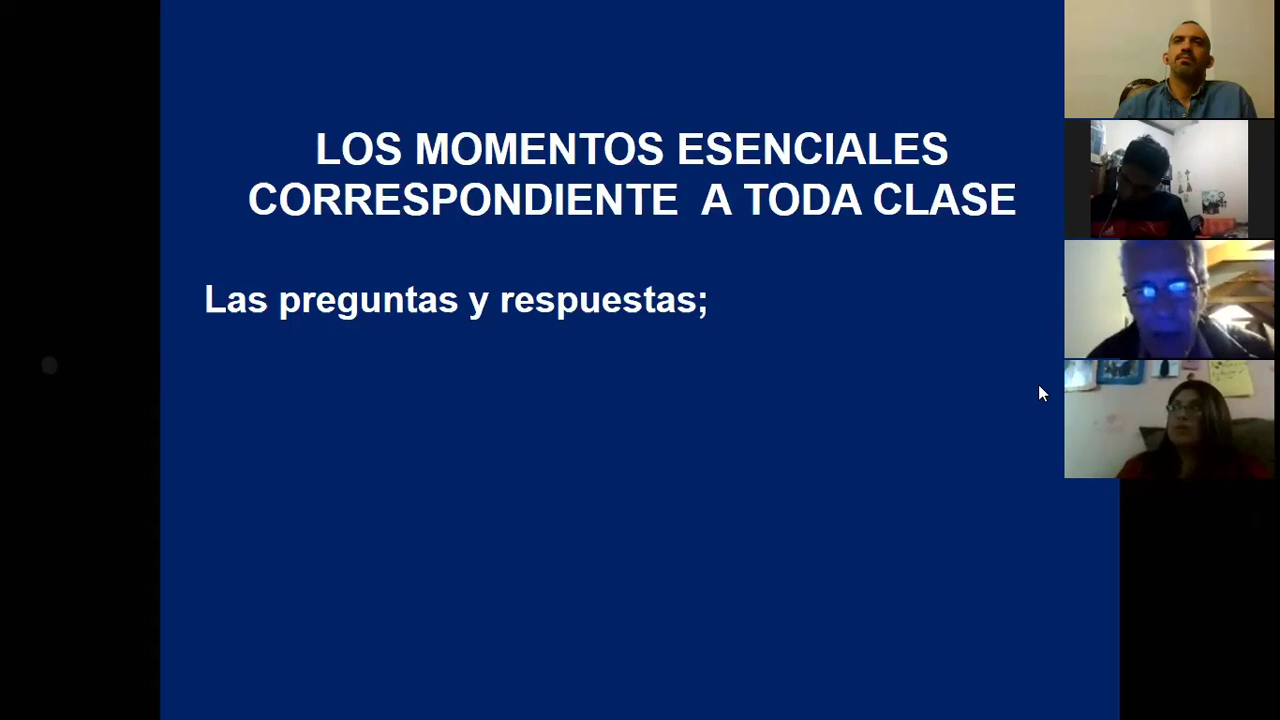 LOS MOMENTOS ESENCIALES
CORRESPONDIENTE A TODA CLASE
Las preguntas y respuestas;